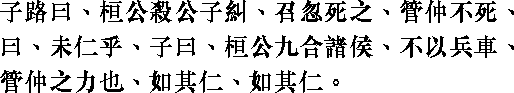 子路曰、桓公殺公子糾、召忽死之、管仲不死、
曰、未仁乎、子曰、桓公九合諸侯、不以兵車、
管仲之力也、如其仁、如其仁。